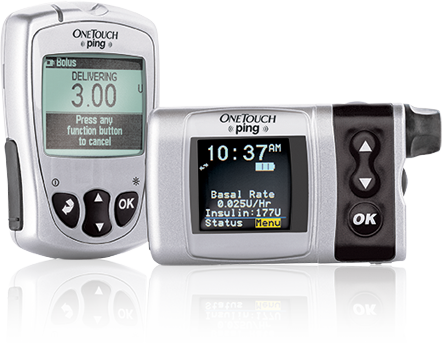 ONETOUCH
ping
Bolus
DELIVERING
3.00 U
Press any
function button
to cancel
OK
ONETOUCH
ping
10:37AM
Basal Rate
0.025U/Hr
Insulin:177U
Status Menu
OK